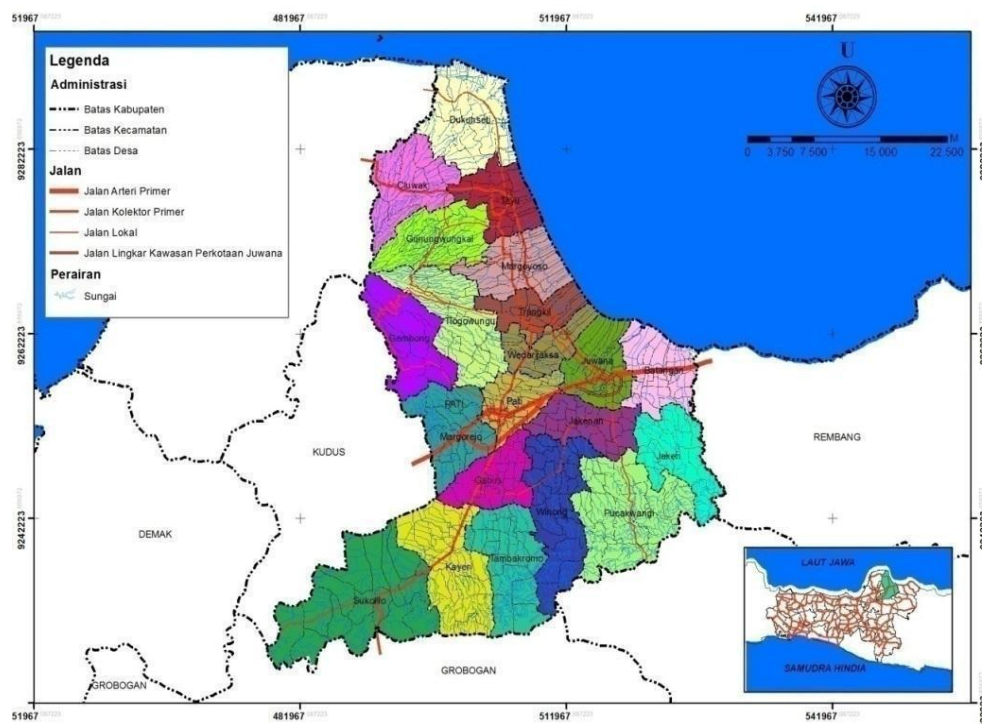 51967
481967
511967
541967
Legenda
Administrasi
Batas Kabupaten
Batas Kecamatan
Batas Desa
Jalan
Jalan Arteri Primer
Jalan Kolektor Primer
Jalan Lokal
Jalan Lingkar Kawasan Perkotaan Juwana
Perairan
Sungai
U
M
0 3.750 7.500 15.000 22.500
9282223
9262223
9242223
Dukuhseti
Cluwak
Tayu
Gunungwungkal
Margoyoso
Tlogowungu
Trangkil
Gembong
Wedarijaksa
Juwana
Batangan
PATI
Pati
Margorejo
Jakenan
Jaken
Gabus
Winong
Pucakwangi
Kayen
Tambakromo
Sukolilo
KUDUS
DEMAK
REMBANG
GROBOGAN
GROBOGAN
LAUT JAWA
SAMUDRA HINDIA
51967
481967
511967
541967